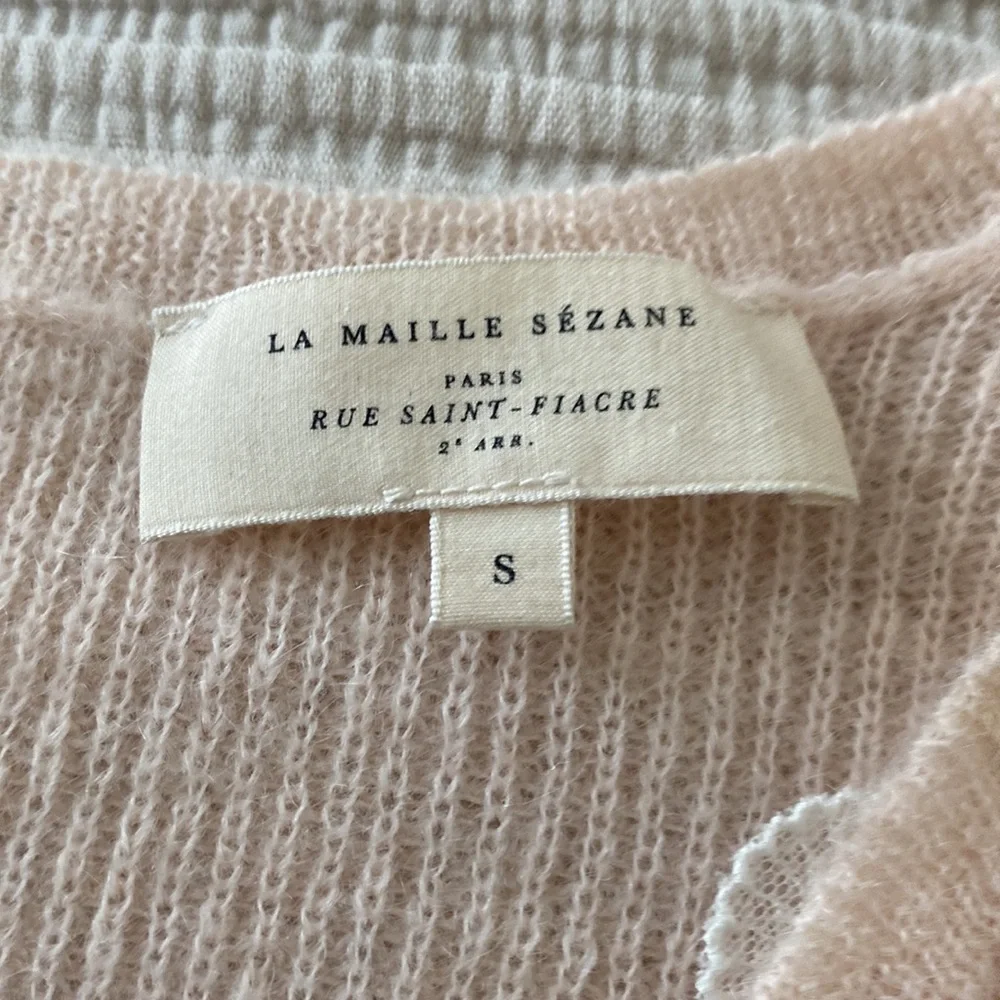 LA MAILLE SÉZANE
PARIS
RUE SAINT-FIACRE
2e ARR.
S